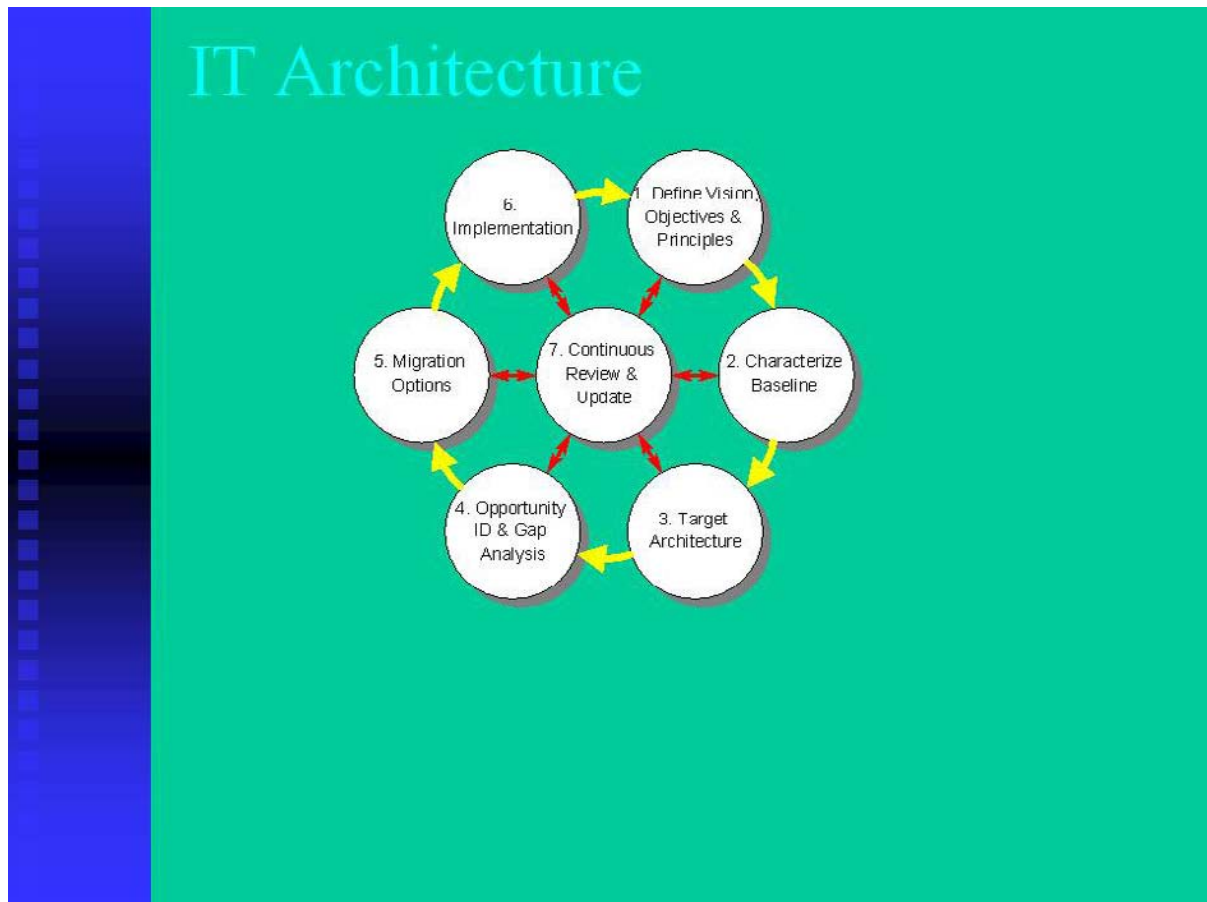 IT Architecture
6.
Implementation
1. Define Vision,
Objectives &
Principles
5. Migration
Options
7. Continuous
Review &
Update
2. Characterize
Baseline
4. Opportunity
ID & Gap
Analysis
3. Target
Architecture